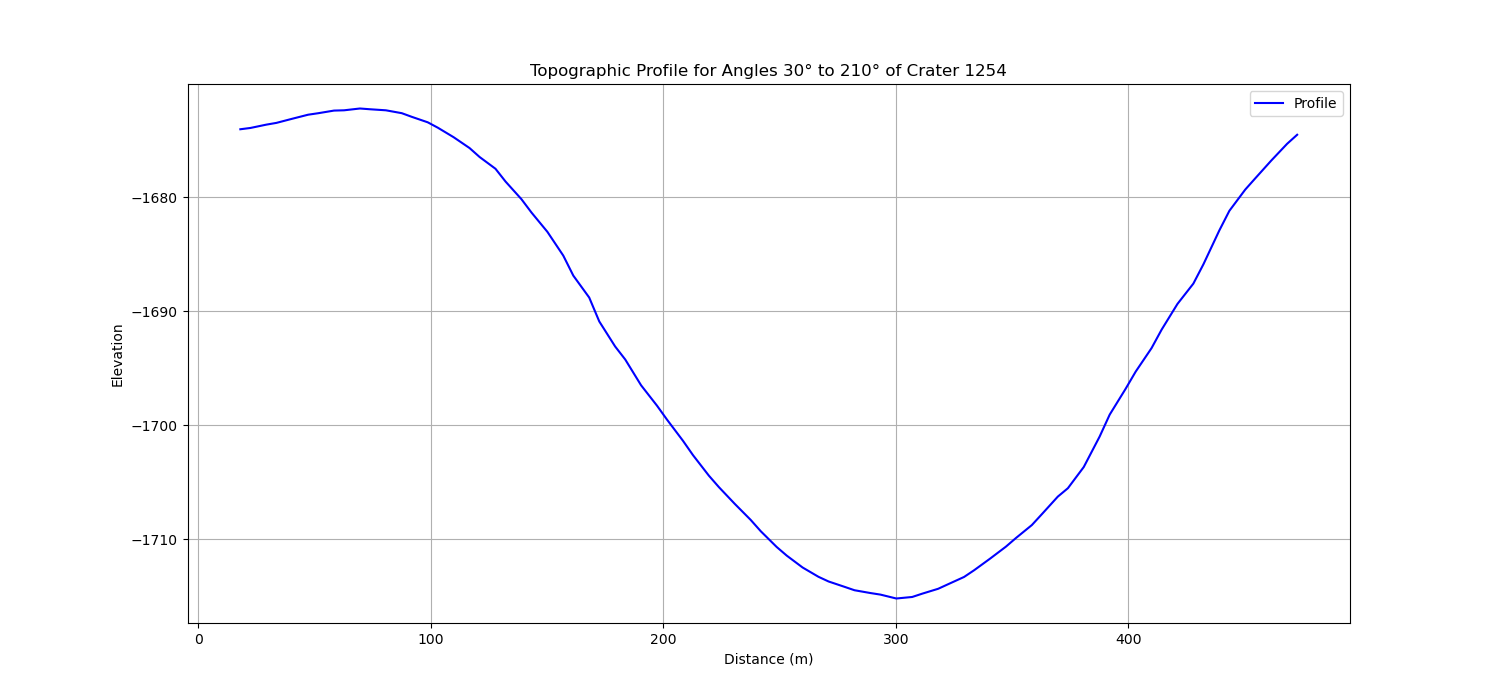 Topographic Profile for Angles 30° to 210° of Crater 1254
Profile
Elevation
−1680
−1690
−1700
−1710
0 100 200 300 400
Distance (m)